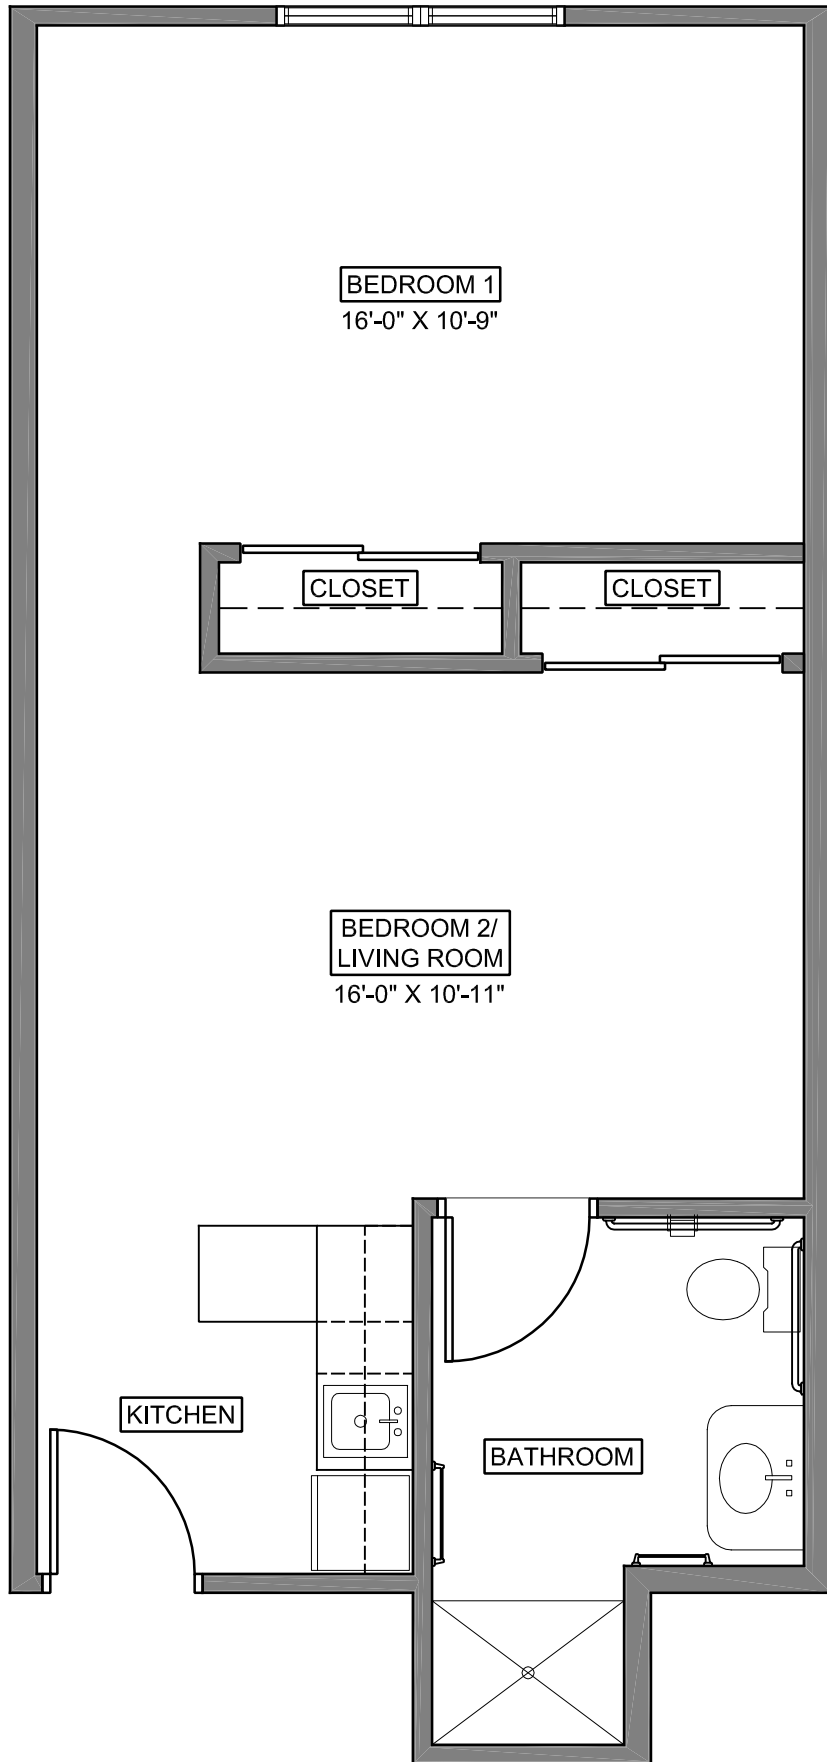 BEDROOM 1
16'-0" X 10'-9"
CLOSET
CLOSET
BEDROOM 2/
LIVING ROOM
16'-0" X 10'-11"
KITCHEN
BATHROOM